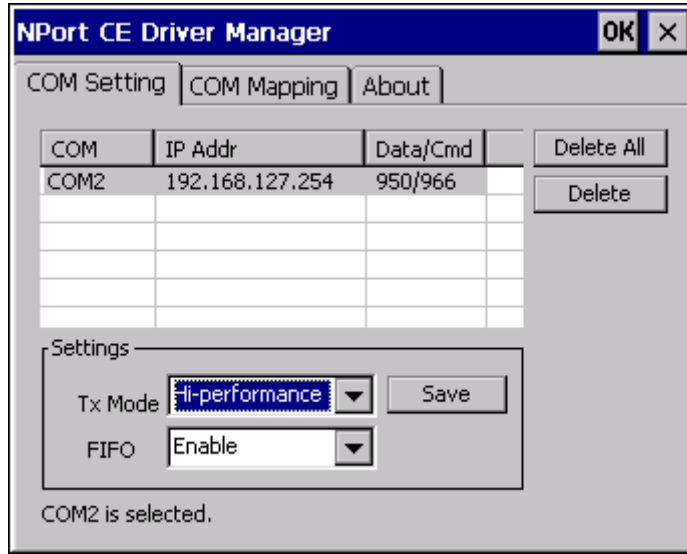 NPort CE Driver Manager OK ×
COM Setting COM Mapping About
COM IP Addr Data/Cmd
COM2 192.168.127.254 950/966
Delete All
Delete
Settings
Tx Mode Hi-performance Save
FIFO Enable
COM2 is selected.